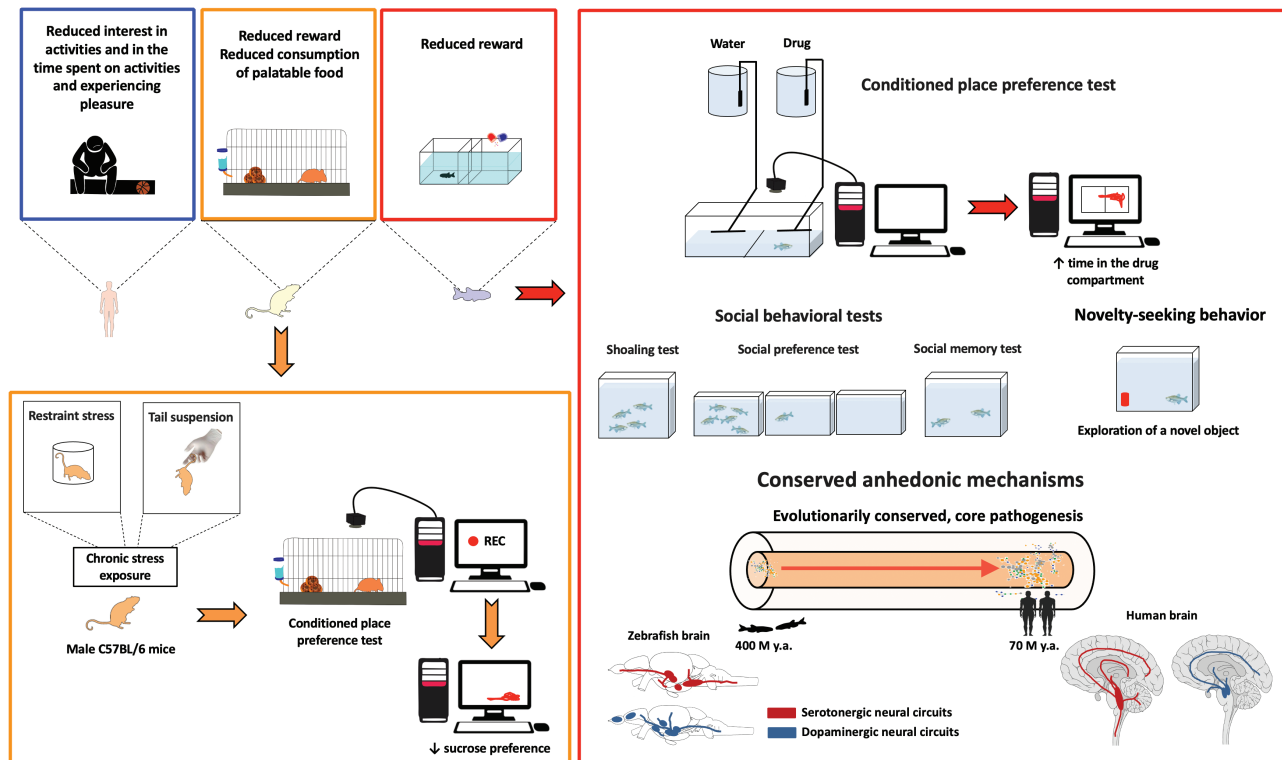 Reduced interest in
activities and in the
time spent on activities
and experiencing
pleasure
Reduced reward
Reduced consumption
of palatable food
Reduced reward
Restraint stress
Tail suspension
Chronic stress
exposure
Male C57BL/6 mice
REC
Conditioned place
preference test
↓ sucrose preference
Water
Drug
Conditioned place preference test
↑ time in the drug
compartment
Social behavioral tests
Shoaling test
Social preference test
Social memory test
Novelty-seeking behavior
Exploration of a novel object
Conserved anhedonic mechanisms
Evolutionarily conserved, core pathogenesis
400 M y.a.
70 M y.a.
Zebrafish brain
Human brain
Serotonergic neural circuits
Dopaminergic neural circuits